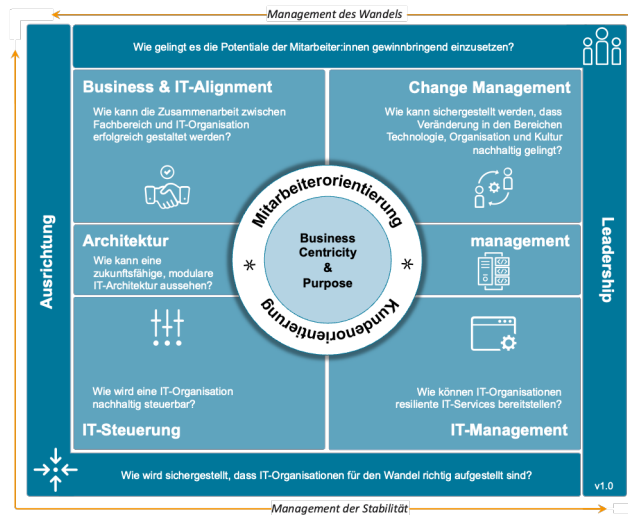 Management des Wandels
Wie gelingt es die Potentiale der Mitarbeiter:innen gewinnbringend einzusetzen?
Business & IT-Alignment
Wie kann die Zusammenarbeit zwischen
Fachbereich und IT-Organisation
erfolgreich gestaltet werden?
Change Management
Wie kann sichergestellt werden, dass
Veränderung in den Bereichen
Technologie, Organisation und Kultur
nachhaltig gelingt?
Ausrichtung
Mitarbeiterorientierung
Business
Centricity
&
Purpose
Kundenorientierung
Leadership
Architektur
Wie kann eine
zukunftsfähige, modulare
IT-Architektur aussehen?
management
Wie wird eine IT-Organisation
nachhaltig steuerbar?
IT-Steuerung
Wie können IT-Organisationen
resiliente IT-Services bereitstellen?
IT-Management
Wie wird sichergestellt, dass IT-Organisationen für den Wandel richtig aufgestellt sind?
v1.0
Management der Stabilität